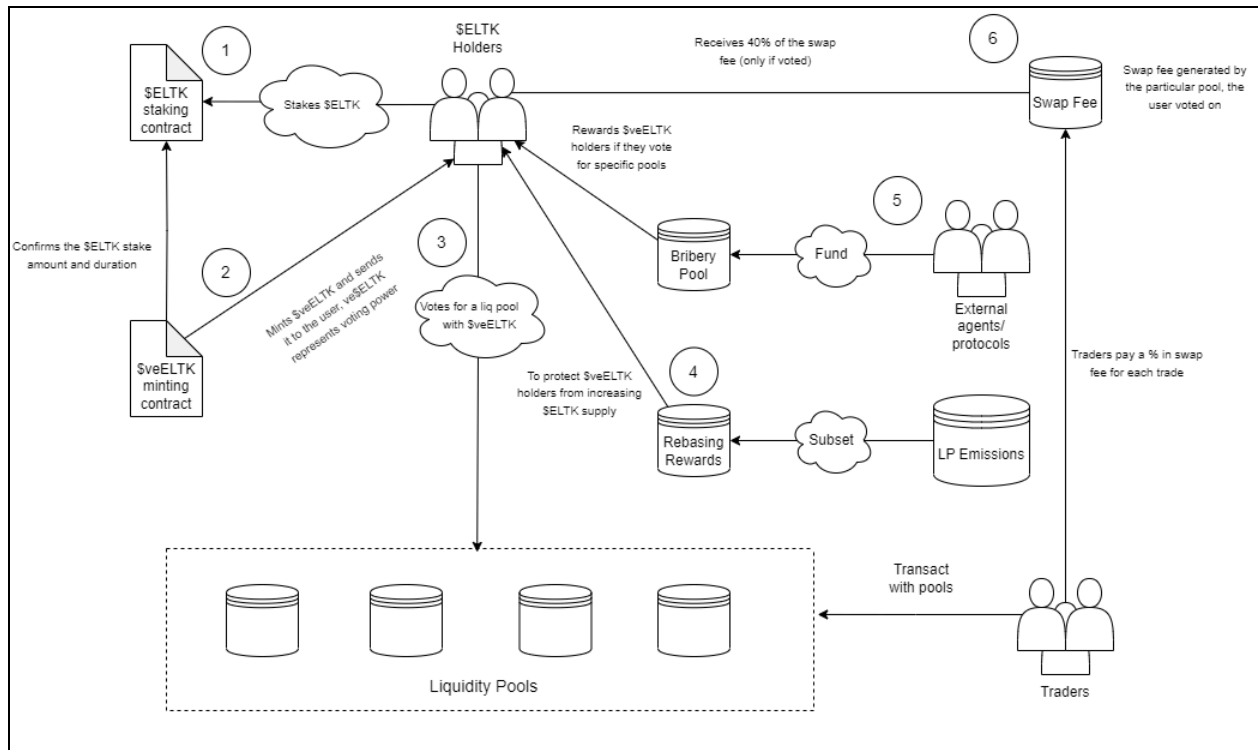 1
$ELTK
staking
contract
Stakes $ELTK
$ELTK
Holders
Receives 40% of the swap
fee (only if voted)
6
Swap Fee
Swap fee generated by
the particular pool, the
user voted on
Rewards $veELTK
holders if they vote
for specific pools
5
Bribery
Pool
Fund
External
agents/
protocols
Confirms the $ELTK stake
amount and duration
2
Mints $veELTK and sends
it to the user, ve$ELTK
represents voting power
3
Votes for a liq pool
with $veELTK
$veELTK
minting
contract
To protect $veELTK
holders from increasing
$ELTK supply
4
Rebasing
Rewards
Subset
LP Emissions
Traders pay a % in swap
fee for each trade
Liquidity Pools
Transact
with pools
Traders